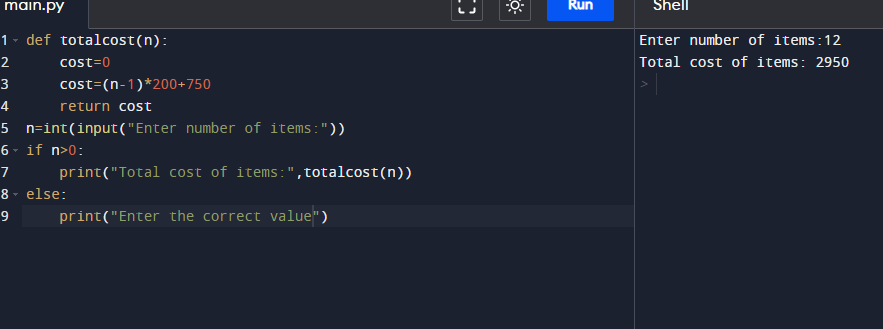 main.py
Run
Shell
1 def totalcost(n):
2     cost=0
3     cost=(n-1)*200+750
4     return cost
5 n=int(input("Enter number of items:"))
6 if n>0:
7     print("Total cost of items:",totalcost(n))
8 else:
9     print("Enter the correct value")
Enter number of items:12
Total cost of items: 2950
>